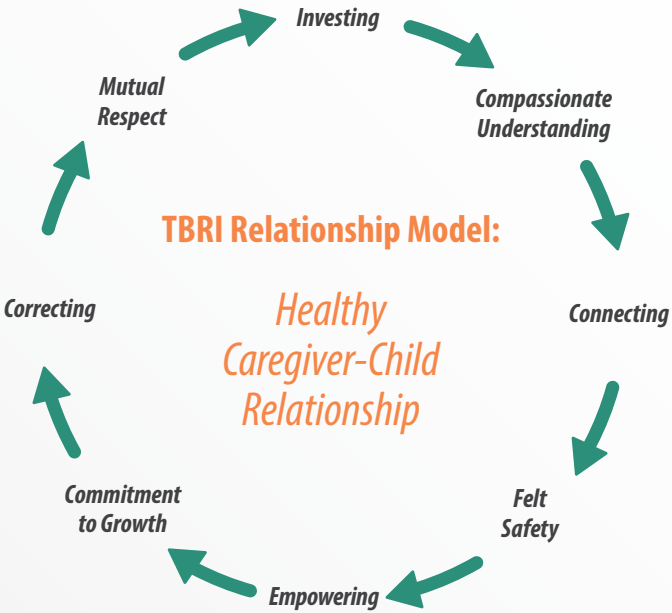 Investing
Compassionate
Understanding
Connecting
Felt
Safety
Empowering
Commitment
to Growth
Correcting
Mutual
Respect
TBRI Relationship Model:
Healthy
Caregiver-Child
Relationship